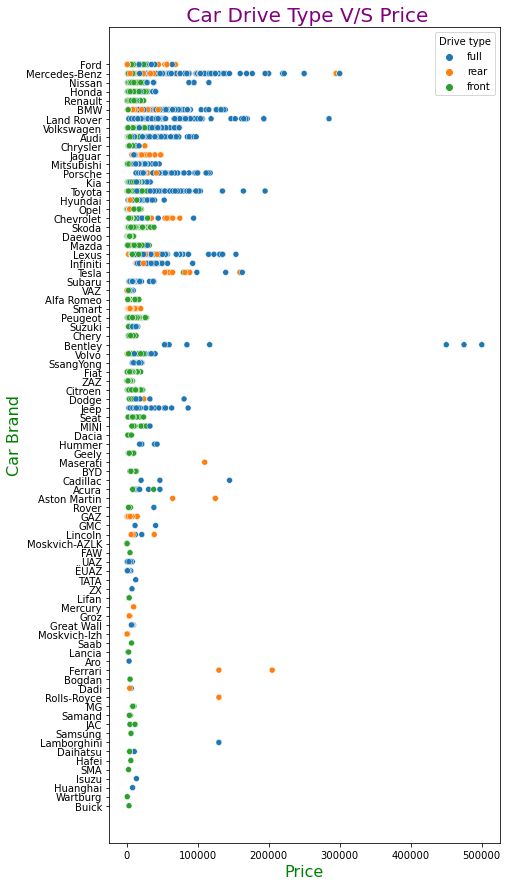 Car Drive Type V/S Price
Drive type
full
rear
front
Ford
Mercedes-Benz
Nissan
Honda
Renault
BMW
Land Rover
Volkswagen
Audi
Chrysler
Jaguar
Mitsubishi
Porsche
Kia
Toyota
Hyundai
Opel
Chevrolet
Skoda
Daewoo
Mazda
Lexus
Infiniti
Tesla
Subaru
VAZ
Alfa Romeo
Smart
Peugeot
Suzuki
Chery
Bentley
Volvo
SsangYong
Fiat
ZAZ
Citroen
Dodge
Jeep
Seat
MINI
Dacia
Hummer
Geely
Maserati
BYD
Cadillac
Acura
Aston Martin
Rover
GAZ
GMC
Lincoln
Moskvich-AZLK
FAW
UAZ
ËUAZ
TATA
ZX
Lifan
Mercury
Groz
Great Wall
Moskvich-Izh
Saab
Lancia
Aro
Ferrari
Bogdan
Dadi
Rolls-Royce
MG
Samand
JAC
Samsung
Lamborghini
Daihatsu
Hafei
SMA
Isuzu
Huanghai
Wartburg
Buick
Car Brand
0 100000 200000 300000 400000 500000
Price